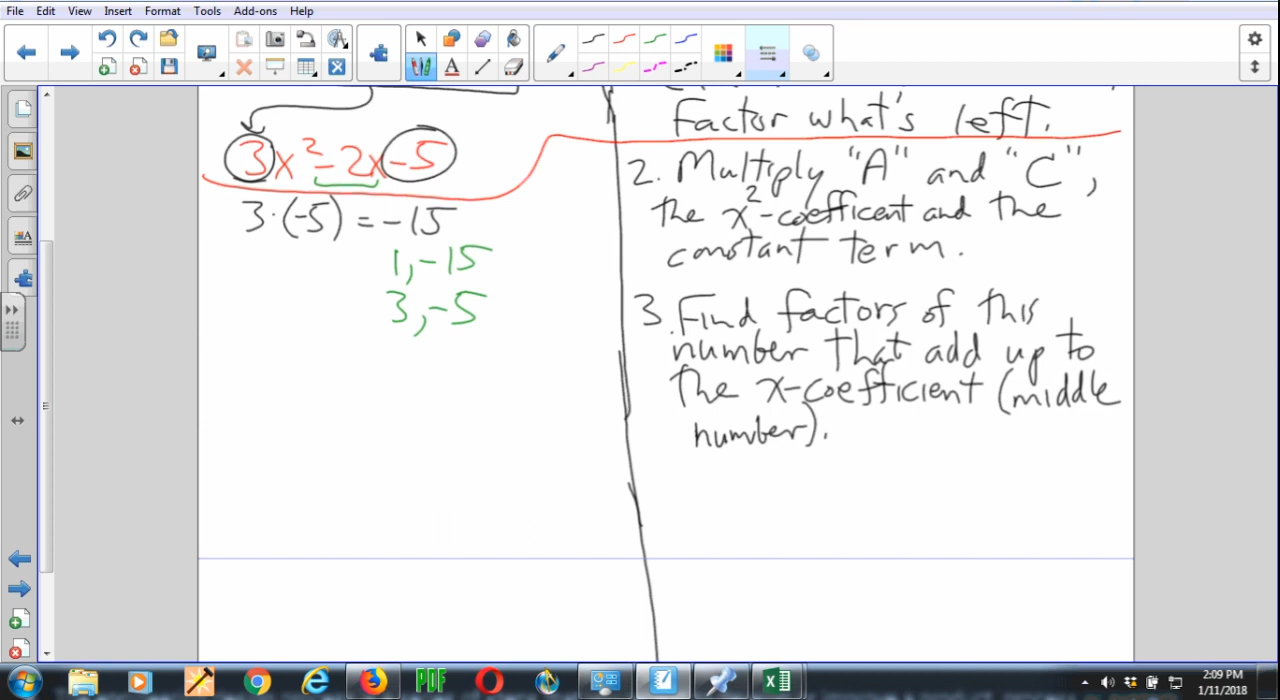 File Edit View Insert Format Tools Add-ons Help
Factor what's left.
3x² - 2x - 5
3·(-5) = -15
1, -15
3, -5
2. Multiply "A" and "C",
the x²-coefficent and the
constant term.
3. Find factors of this
number that add up to
the x-coefficient (middle
number).
PDF
2:09 PM
1/11/2018